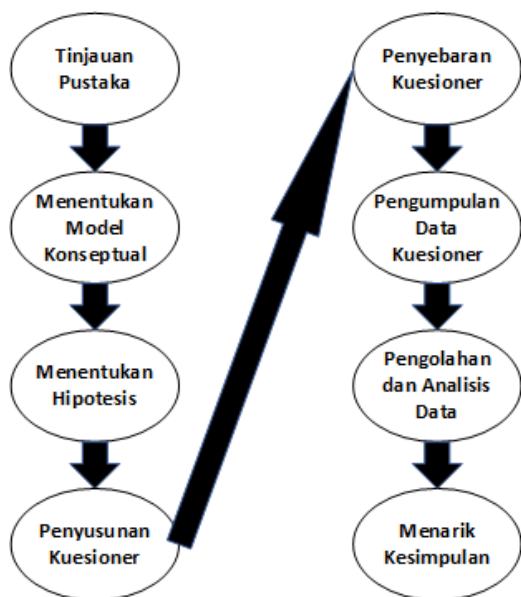 Tinjauan
Pustaka
Menentukan
Model
Konseptual
Menentukan
Hipotesis
Penyusunan
Kuesioner
Penyebaran
Kuesioner
Pengumpulan
Data
Kuesioner
Pengolahan
dan Analisis
Data
Menarik
Kesimpulan